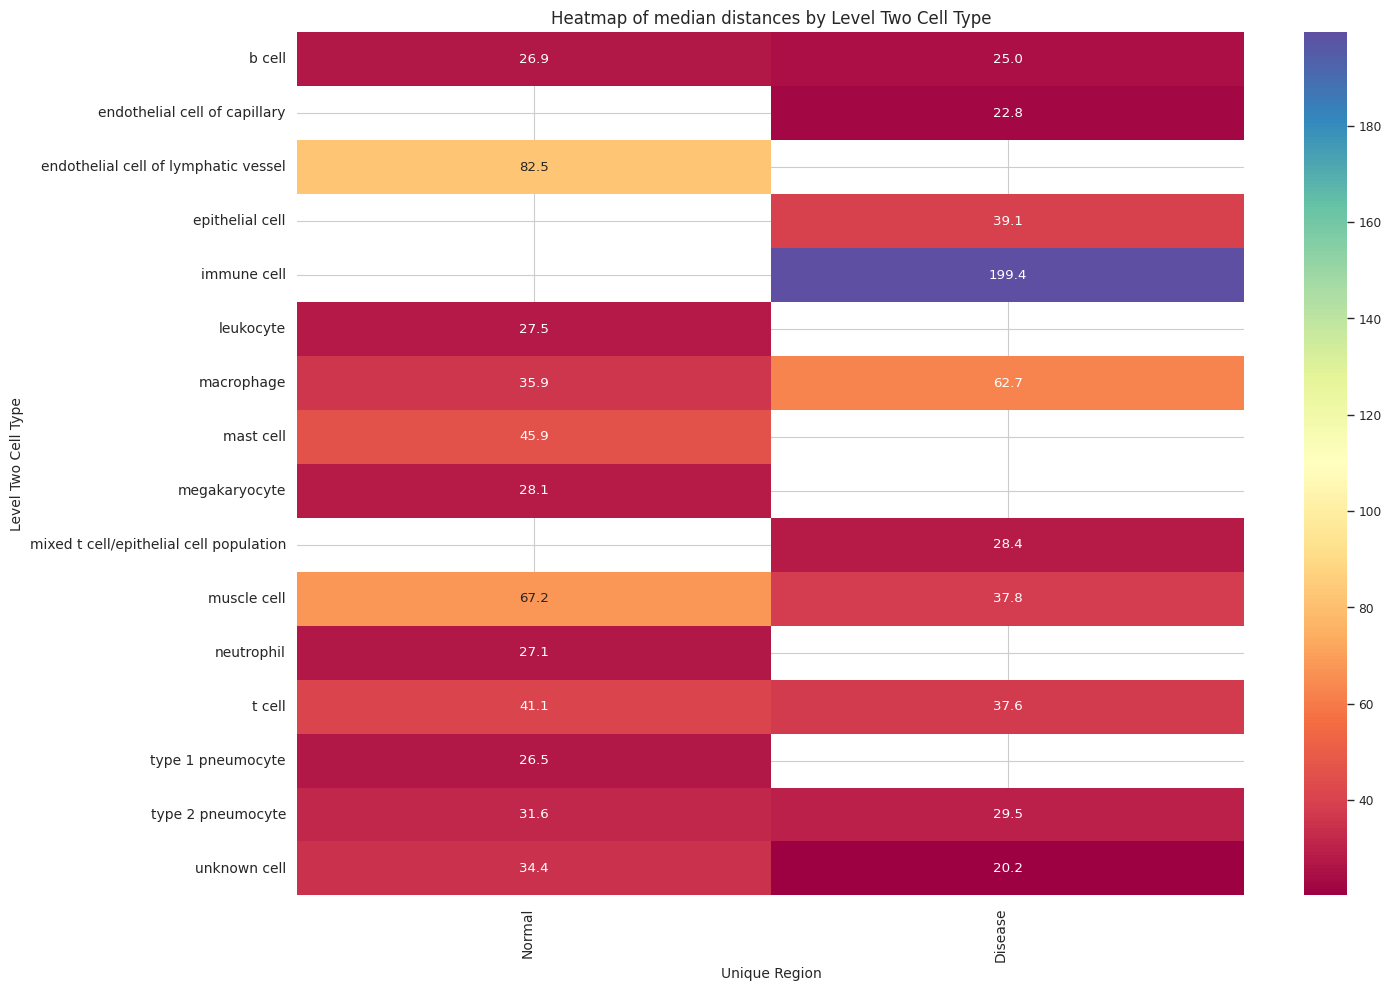 Heatmap of median distances by Level Two Cell Type
Level Two Cell Type
b cell 26.9 25.0
endothelial cell of capillary 22.8
endothelial cell of lymphatic vessel 82.5
epithelial cell 39.1
immune cell 199.4
leukocyte 27.5
macrophage 35.9 62.7
mast cell 45.9
megakaryocyte 28.1
mixed t cell/epithelial cell population 28.4
muscle cell 67.2 37.8
neutrophil 27.1
t cell 41.1 37.6
type 1 pneumocyte 26.5
type 2 pneumocyte 31.6 29.5
unknown cell 34.4 20.2
Normal Disease
Unique Region
180
160
140
120
100
80
60
40